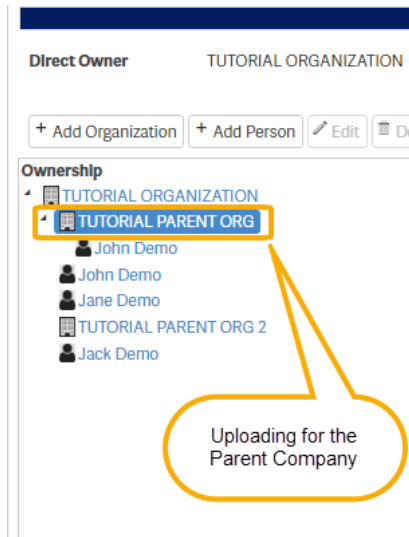 Direct Owner TUTORIAL ORGANIZATION
+ Add Organization + Add Person Edit
Ownership
TUTORIAL ORGANIZATION
TUTORIAL PARENT ORG
John Demo
John Demo
Jane Demo
TUTORIAL PARENT ORG 2
Jack Demo
Uploading for the
Parent Company